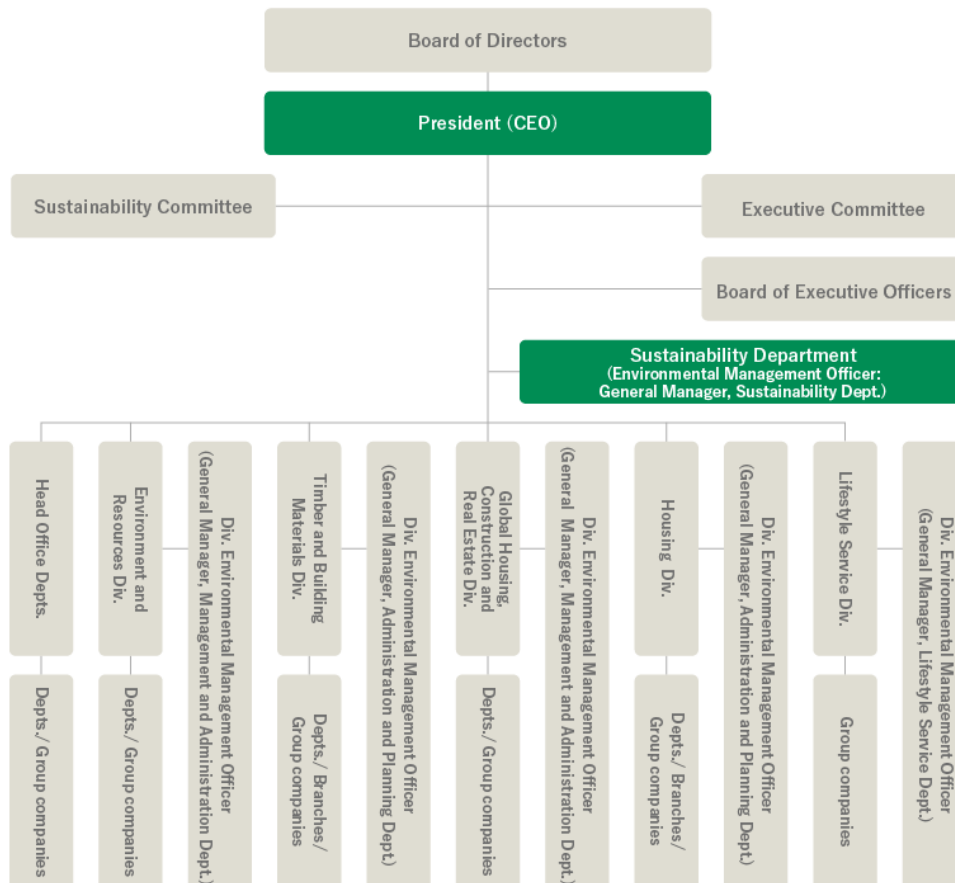 Board of Directors
President (CEO)
Sustainability Committee
Executive Committee
Board of Executive Officers
Sustainability Department
(Environmental Management Officer:
General Manager, Sustainability Dept.)
Head Office Depts.
Environment and
Resources Div.
Div. Environmental Management Officer
(General Manager, Management and Administration Dept.)
Timber and Building
Materials Div.
Div. Environmental Management Officer
(General Manager, Administration and Planning Dept.)
Global Housing,
Construction and
Real Estate Div.
Div. Environmental Management Officer
(General Manager, Management and Administration Dept.)
Housing Div.
Div. Environmental Management Officer
(General Manager, Administration and Planning Dept.)
Lifestyle Service Div.
Div. Environmental Management Officer
(General Manager, Lifestyle Service Dept.)
Depts./ Group companies
Depts./ Group companies
Depts./ Branches/
Group companies
Depts./ Group companies
Depts./ Branches/
Group companies
Group companies